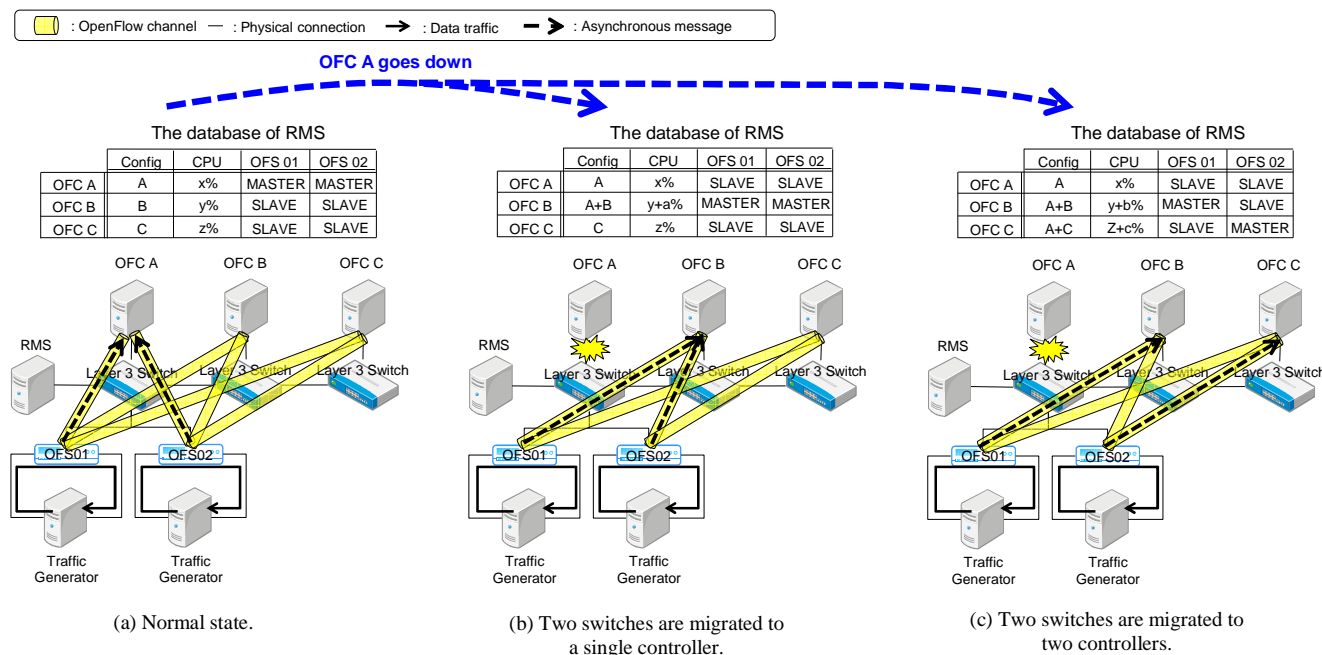 : OpenFlow channel : Physical connection : Data traffic : Asynchronous message
OFC A goes down
The database of RMS
Config CPU OFS 01 OFS 02
OFC A A x% MASTER MASTER
OFC B B y% SLAVE SLAVE
OFC C C z% SLAVE SLAVE
OFC A OFC B OFC C
RMS
Layer 3 Switch Layer 3 Switch Layer 3 Switch
OFS01 OFS02
Traffic Generator
Traffic Generator
(a) Normal state.
The database of RMS
Config CPU OFS 01 OFS 02
OFC A A x% SLAVE SLAVE
OFC B A+B y+a% MASTER MASTER
OFC C C z% SLAVE SLAVE
OFC A OFC B OFC C
RMS
Layer 3 Switch Layer 3 Switch Layer 3 Switch
OFS01 OFS02
Traffic Generator
Traffic Generator
(b) Two switches are migrated to
a single controller.
The database of RMS
Config CPU OFS 01 OFS 02
OFC A A x% SLAVE SLAVE
OFC B A+B y+b% MASTER SLAVE
OFC C A+C Z+c% SLAVE MASTER
OFC A OFC B OFC C
RMS
Layer 3 Switch Layer 3 Switch Layer 3 Switch
OFS01 OFS02
Traffic Generator
Traffic Generator
(c) Two switches are migrated to
two controllers.